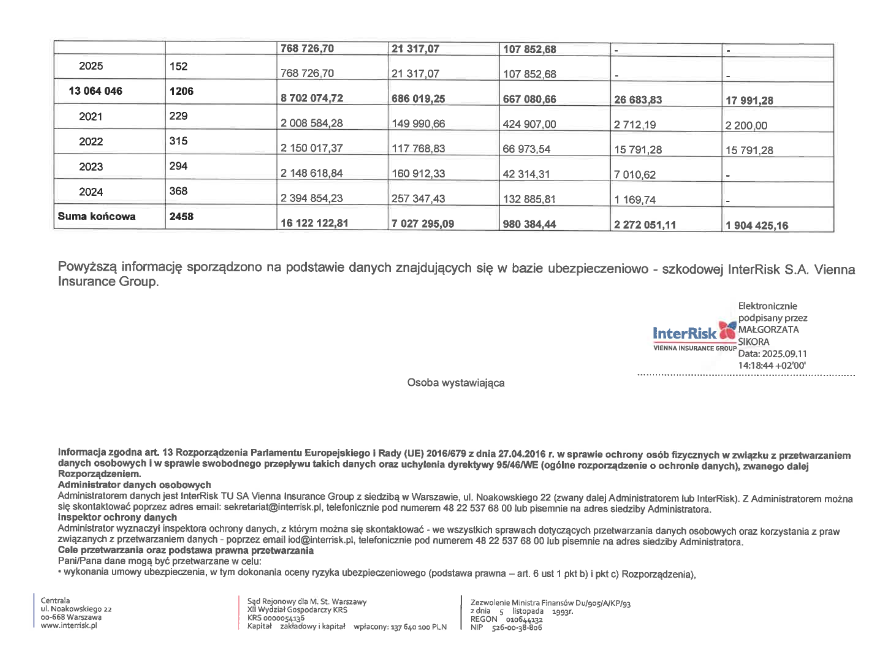 768 726,70 21 317,07 107 852,68 - -
2025 152 768 726,70 21 317,07 107 852,68 - -
13 064 046 1206 8 702 074,72 686 019,25 667 080,66 26 683,83 17 991,28
2021 229 2 008 584,28 149 990,66 424 907,00 2 712,19 2 200,00
2022 315 2 150 017,37 117 768,83 66 973,54 15 791,28 15 791,28
2023 294 2 148 618,84 160 912,33 42 314,31 7 010,62 -
2024 368 2 394 854,23 257 347,43 132 885,81 1 169,74 -
Suma końcowa 2458 16 122 122,81 7 027 295,09 980 384,44 2 272 051,11 1 904 425,16
Powyższą informację sporządzono na podstawie danych znajdujących się w bazie ubezpieczeniowo - szkodowej InterRisk S.A. Vienna
Insurance Group.
InterRisk
VIENNA INSURANCE GROUP
Elektronicznie
podpisany przez
MAŁGORZATA
SIKORA
Data: 2025.09.11
14:18:44 +02'00'
Osoba wystawiająca
Informacja zgodna art. 13 Rozporządzenia Parlamentu Europejskiego i Rady (UE) 2016/679 z dnia 27.04.2016 r. w sprawie ochrony osób fizycznych w związku z przetwarzaniem
danych osobowych i w sprawie swobodnego przepływu takich danych oraz uchylenia dyrektywy 95/46/WE (ogólne rozporządzenie o ochronie danych), zwanego dalej
Rozporządzeniem.
Administrator danych osobowych
Administratorem danych jest InterRisk TU SA Vienna Insurance Group z siedzibą w Warszawie, ul. Noakowskiego 22 (zwany dalej Administratorem lub InterRisk). Z Administratorem można
się skontaktować poprzez adres email: sekretariat@interrisk.pl, telefonicznie pod numerem 48 22 537 68 00 lub pisemnie na adres siedziby Administratora.
Inspektor ochrony danych
Administrator wyznaczył inspektora ochrony danych, z którym można się skontaktować - we wszystkich sprawach dotyczących przetwarzania danych osobowych oraz korzystania z praw
związanych z przetwarzaniem danych - poprzez email iod@interrisk.pl, telefonicznie pod numerem 48 22 537 68 00 lub pisemnie na adres siedziby Administratora.
Cele przetwarzania oraz podstawa prawna przetwarzania
Pani/Pana dane mogą być przetwarzane w celu:
• wykonania umowy ubezpieczenia, w tym dokonania oceny ryzyka ubezpieczeniowego (podstawa prawna – art. 6 ust 1 pkt b) i pkt c) Rozporządzenia),
Centrala
ul. Noakowskiego 22
00-668 Warszawa
www.interrisk.pl
Sąd Rejonowy dla M. St. Warszawy
XII Wydział Gospodarczy KRS
KRS 0000054136
Kapitał zakładowy i kapitał wpłacony: 137 640 100 PLN
Zezwolenie Ministra Finansów Du/905/A/KP/93
z dnia 5 listopada 1993r.
REGON 010644132
NIP 526-00-38-806